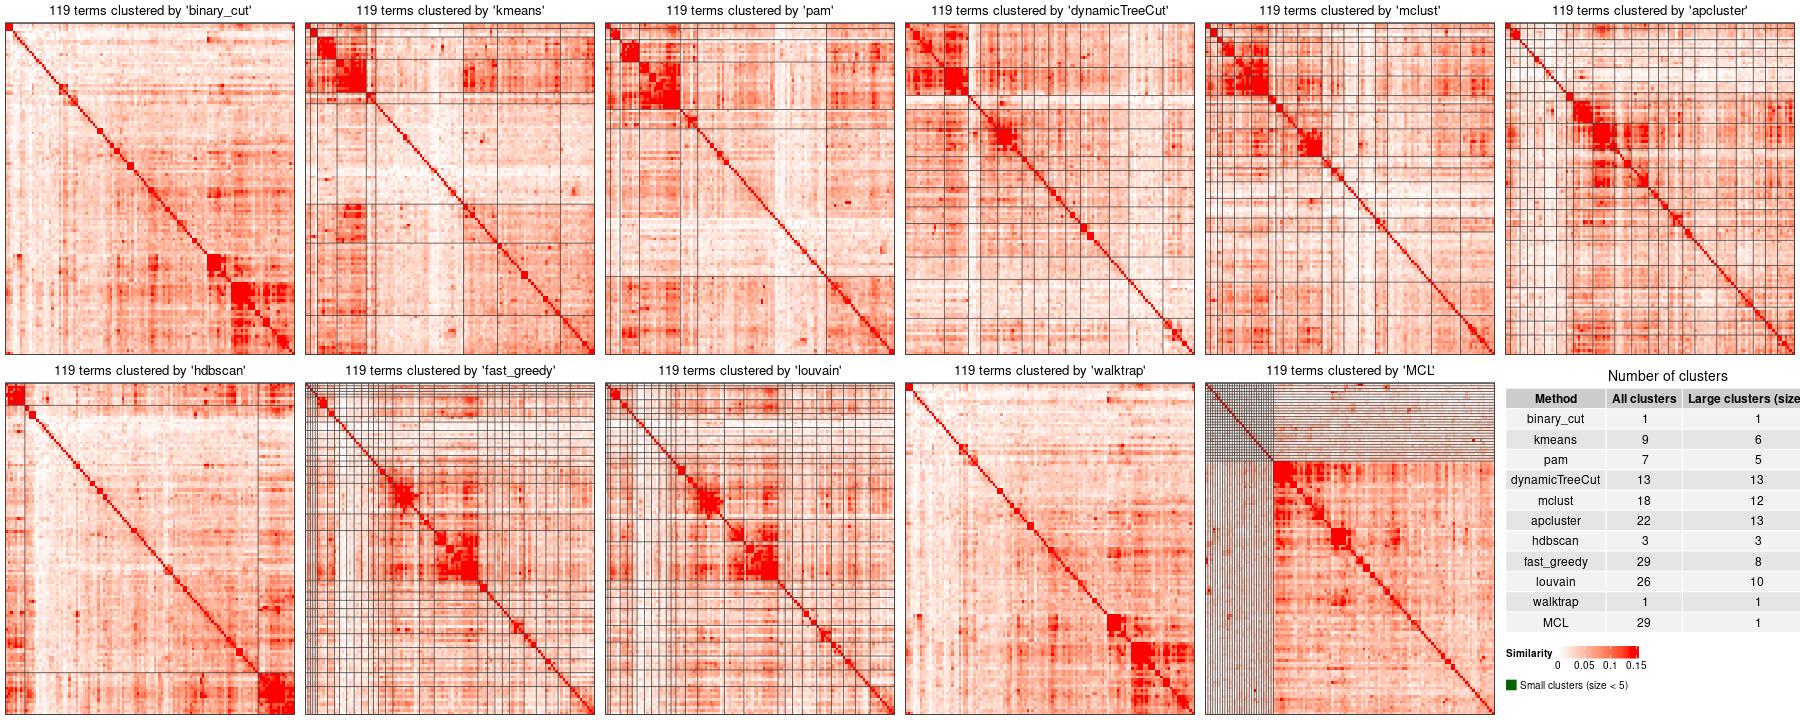 119 terms clustered by 'binary_cut'
119 terms clustered by 'kmeans'
119 terms clustered by 'pam'
119 terms clustered by 'dynamicTreeCut'
119 terms clustered by 'mclust'
119 terms clustered by 'apcluster'
119 terms clustered by 'hdbscan'
119 terms clustered by 'fast_greedy'
119 terms clustered by 'louvain'
119 terms clustered by 'walktrap'
119 terms clustered by 'MCL'
Number of clusters
Method All clusters Large clusters (size
binary_cut 1 1
kmeans 9 6
pam 7 5
dynamicTreeCut 13 13
mclust 18 12
apcluster 22 13
hdbscan 3 3
fast_greedy 29 8
louvain 26 10
walktrap 1 1
MCL 29 1
Similarity
0 0.05 0.1 0.15
Small clusters (size < 5)